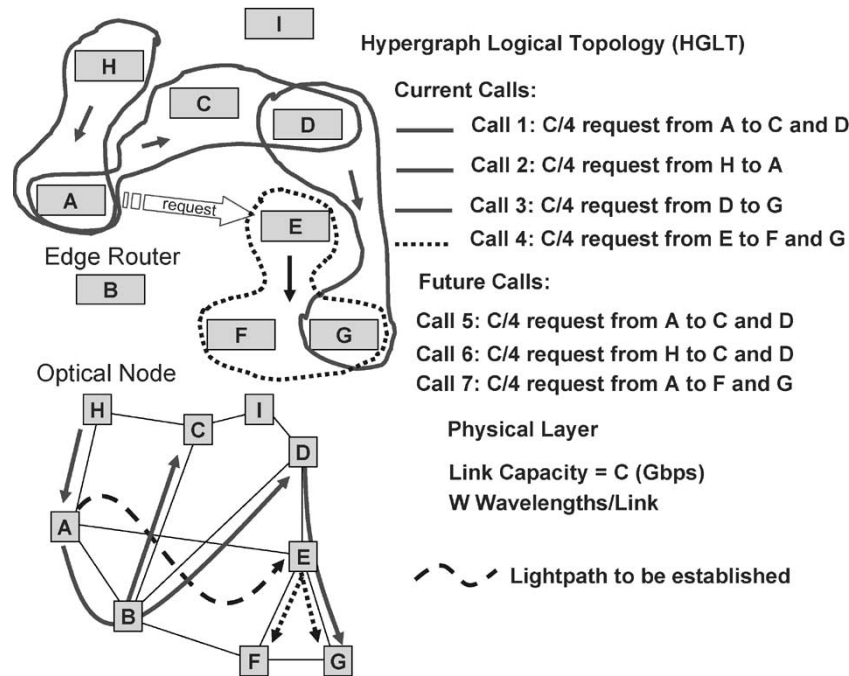 I
Hypergraph Logical Topology (HGLT)
H
Current Calls:
C
D
Call 1: C/4 request from A to C and D
Call 2: C/4 request from H to A
A
request
Call 3: C/4 request from D to G
E
Call 4: C/4 request from E to F and G
Edge Router
B
Future Calls:
Call 5: C/4 request from A to C and D
F
G
Call 6: C/4 request from H to C and D
Call 7: C/4 request from A to F and G
Optical Node
H
I
C
Physical Layer
D
Link Capacity = C (Gbps)
W Wavelengths/Link
A
E
Lightpath to be established
B
F
G